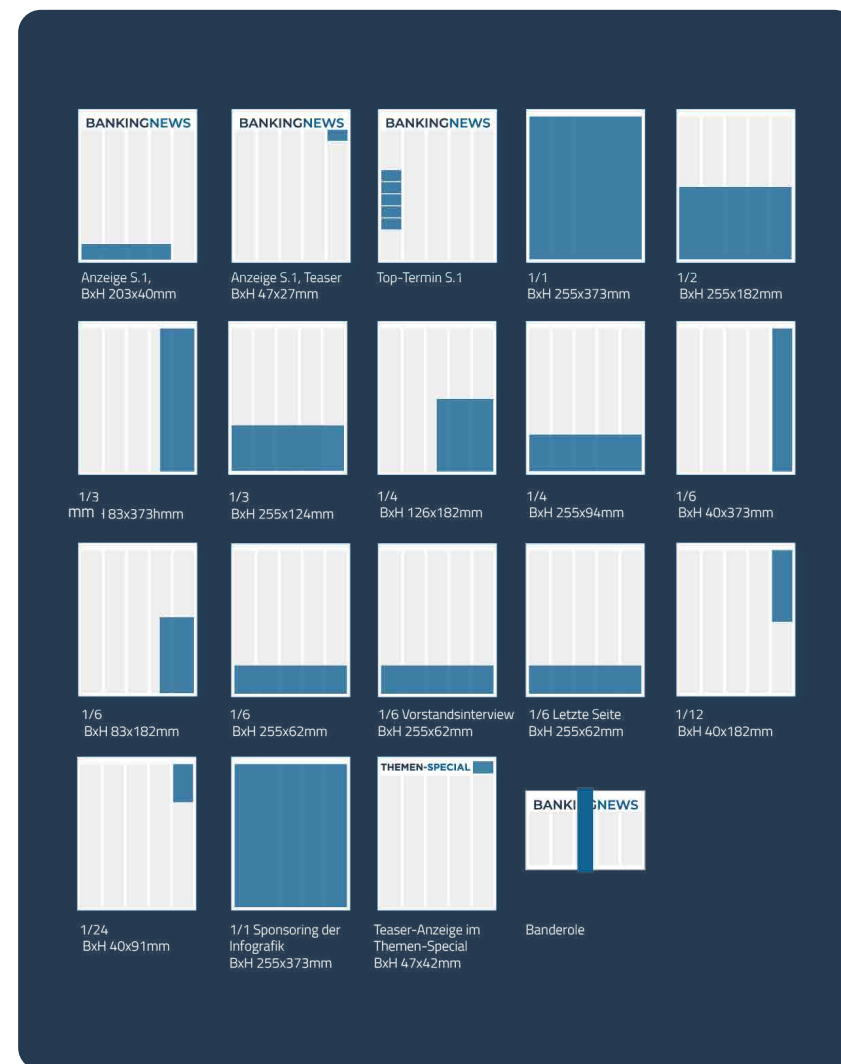 BANKINGNEWS
Anzeige S.1,
BxH 203x40mm
BANKINGNEWS
Anzeige S.1, Teaser
BxH 47x27mm
BANKINGNEWS
Top-Termin S.1
1/1
BxH 255x373mm
1/2
BxH 255x182mm
1/3
mm 83x373hmm
1/3
BxH 255x124mm
1/4
BxH 126x182mm
1/4
BxH 255x94mm
1/6
BxH 40x373mm
1/6
BxH 83x182mm
1/6
BxH 255x62mm
1/6 Vorstandsinterview
BxH 255x62mm
1/6 Letzte Seite
BxH 255x62mm
1/12
BxH 40x182mm
1/24
BxH 40x91mm
1/1 Sponsoring der
Infografik
BxH 255x373mm
THEMEN-SPECIAL
Teaser-Anzeige im
Themen-Special
BxH 47x42mm
BANKI GNEWS
Banderole